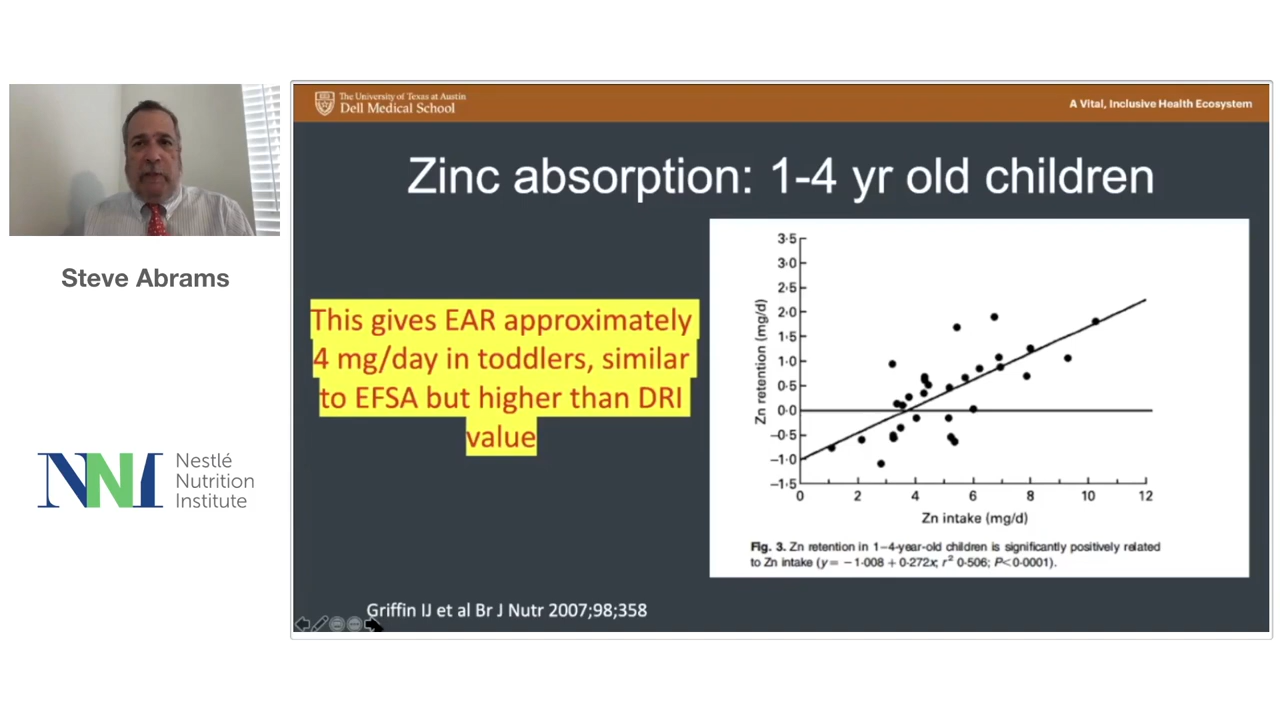 The University of Texas at Austin
Dell Medical School
A Vital, Inclusive Health Ecosystem
Zinc absorption: 1-4 yr old children
Steve Abrams
This gives EAR approximately
4 mg/day in toddlers, similar
to EFSA but higher than DRI
value
Zn retention (mg/d)
3·5
3·0
2·5
2·0
1·5
1·0
0·5
0·0
−0·5
−1·0
−1·5
0 2 4 6 8 10 12
Zn intake (mg/d)
Fig. 3. Zn retention in 1–4-year-old children is significantly positively related
to Zn intake (y= −1·008 + 0·272x; r² 0·506; P<0·0001).
NNI
Nestlé
Nutrition
Institute
Griffin IJ et al Br J Nutr 2007;98;358